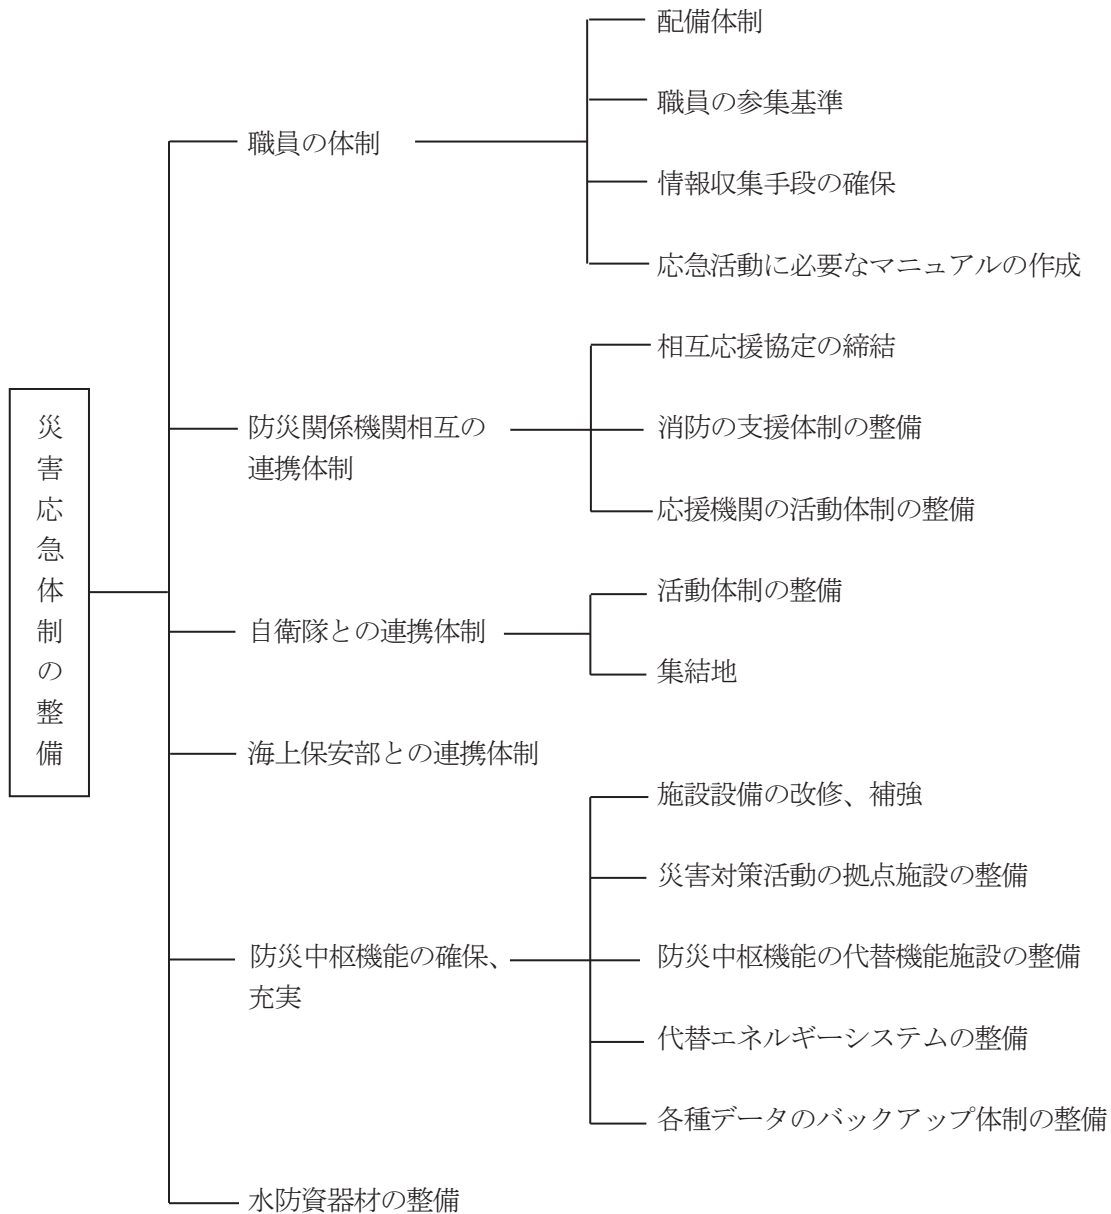 災害応急体制の整備
職員の体制
配備体制
職員の参集基準
情報収集手段の確保
応急活動に必要なマニュアルの作成
防災関係機関相互の
連携体制
相互応援協定の締結
消防の支援体制の整備
応援機関の活動体制の整備
自衛隊との連携体制
活動体制の整備
集結地
海上保安部との連携体制
防災中枢機能の確保、
充実
施設設備の改修、補強
災害対策活動の拠点施設の整備
防災中枢機能の代替機能施設の整備
代替エネルギーシステムの整備
各種データのバックアップ体制の整備
水防資器材の整備